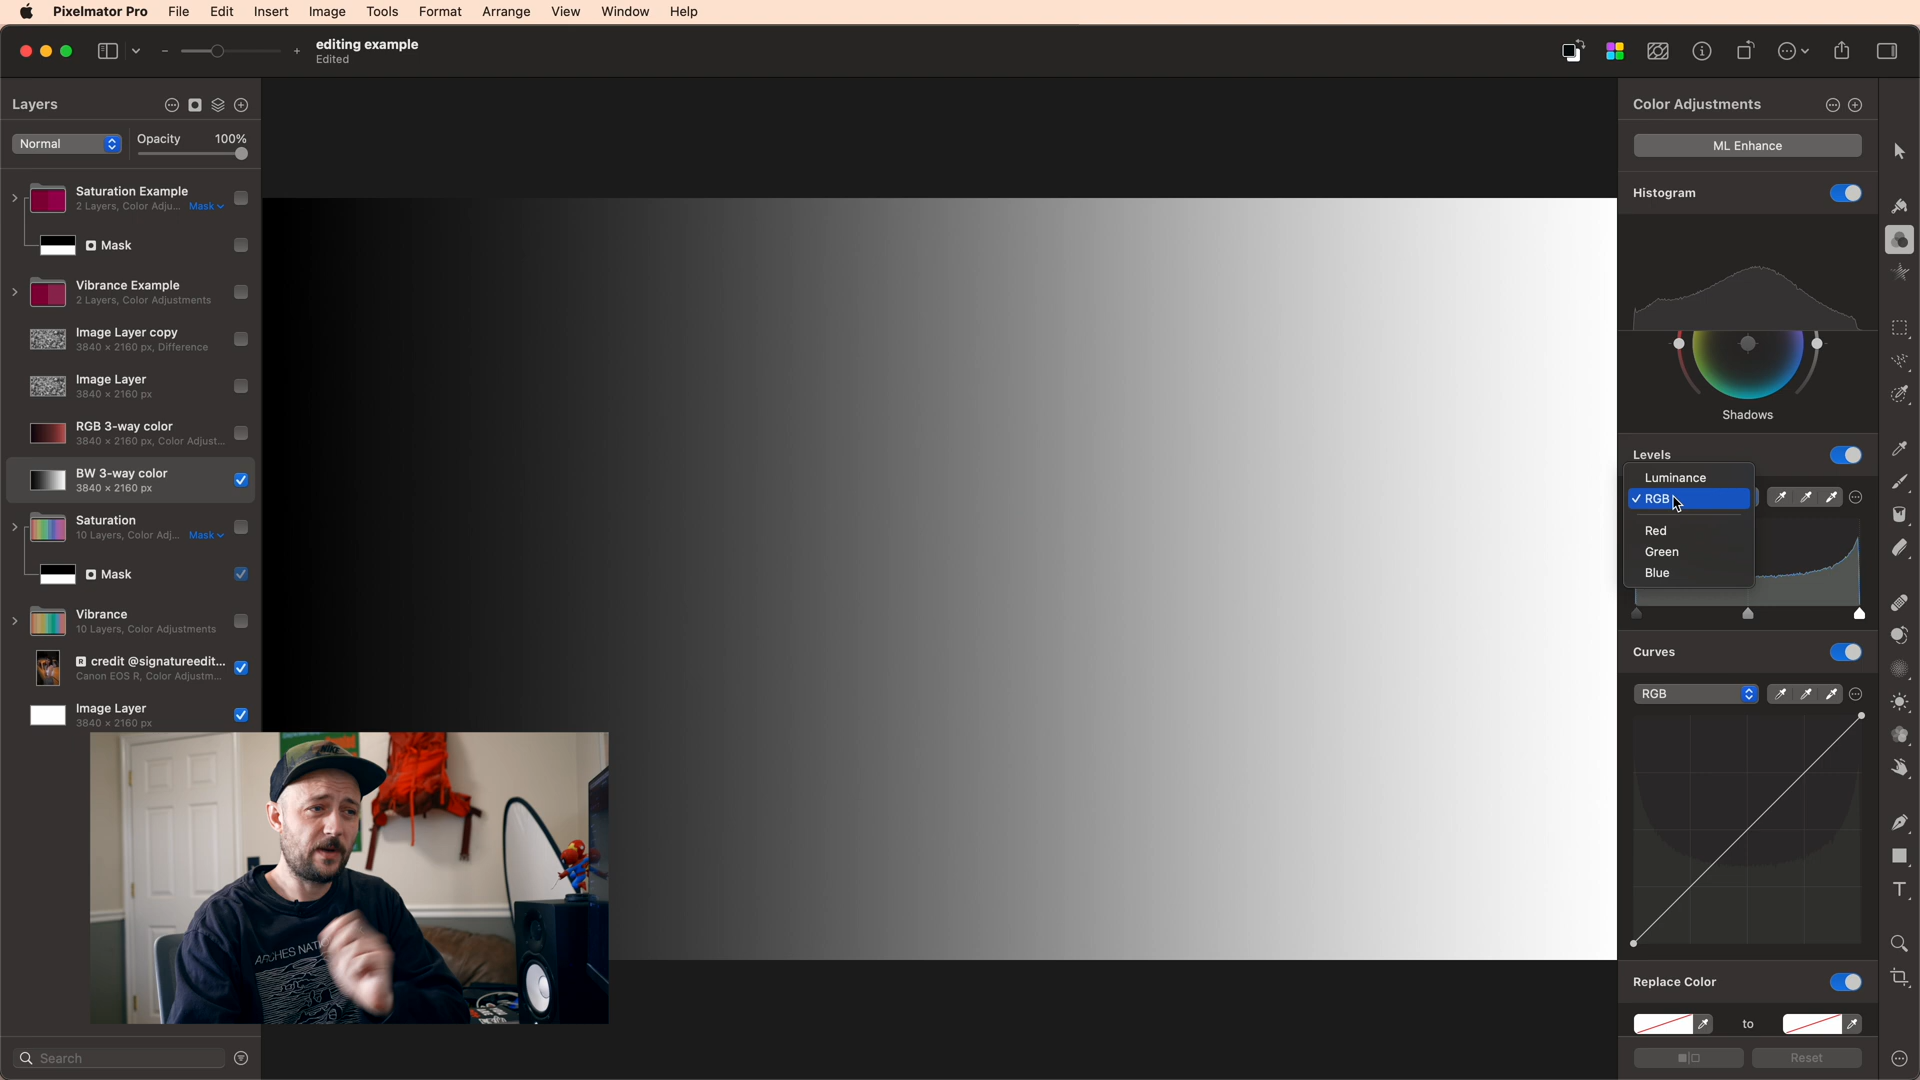 Pixelmator Pro File Edit Insert Image Tools Format Arrange View Window Help
editing example
Edited
Layers
Normal
Opacity 100%
Saturation Example
2 Layers, Color Adju... Mask
Mask
Vibrance Example
2 Layers, Color Adjustments
Image Layer copy
3840 × 2160 px, Difference
Image Layer
3840 × 2160 px
RGB 3-way color
3840 × 2160 px, Color Adjust...
BW 3-way color
3840 × 2160 px
Saturation
10 Layers, Color Adj... Mask
Mask
Vibrance
10 Layers, Color Adjustments
R credit @signatureedit...
Canon EOS R, Color Adjustm...
Image Layer
3840 × 2160 px
Search
NIKE
ARCHES NATI
Color Adjustments
ML Enhance
Histogram
Shadows
Levels
Luminance
✓ RGB
Red
Green
Blue
Curves
RGB
Replace Color
to
Reset
T